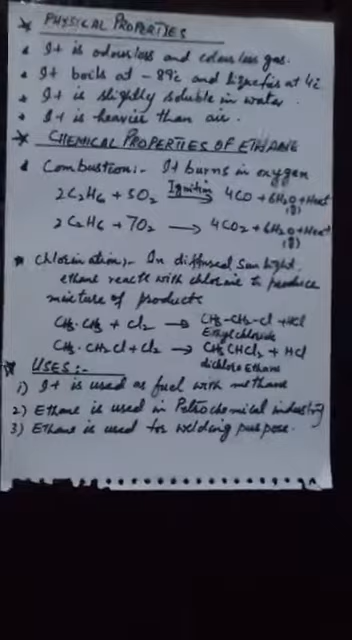 * PHYSICAL PROPERTIES
• It is odourless and colourless gas.
• It boils at - 89°c and liquefies at 4°c
• It is slightly soluble in water.
• It is heavier than air.
* CHEMICAL PROPERTIES OF ETHANE
• Combustion:- It burns in oxygen
2C2H6 + 5O2 Ignition → 4CO + 6H2O + Heat
(g)
2C2H6 + 7O2 → 4CO2 + 6H2O + Heat
(g)
* Chlorination:- In diffused Sun light,
ethane reacts with chlorine to produce
mixture of products
CH3-CH3 + Cl2 → CH3-CH2-Cl + HCl
Ethylchloride
CH3-CH2Cl + Cl2 → CH3CHCl2 + HCl
dichloro Ethane
* USES:-
1) It is used as fuel with methane
2) Ethane is used in Petrochemical industry
3) Ethane is used for welding purpose.